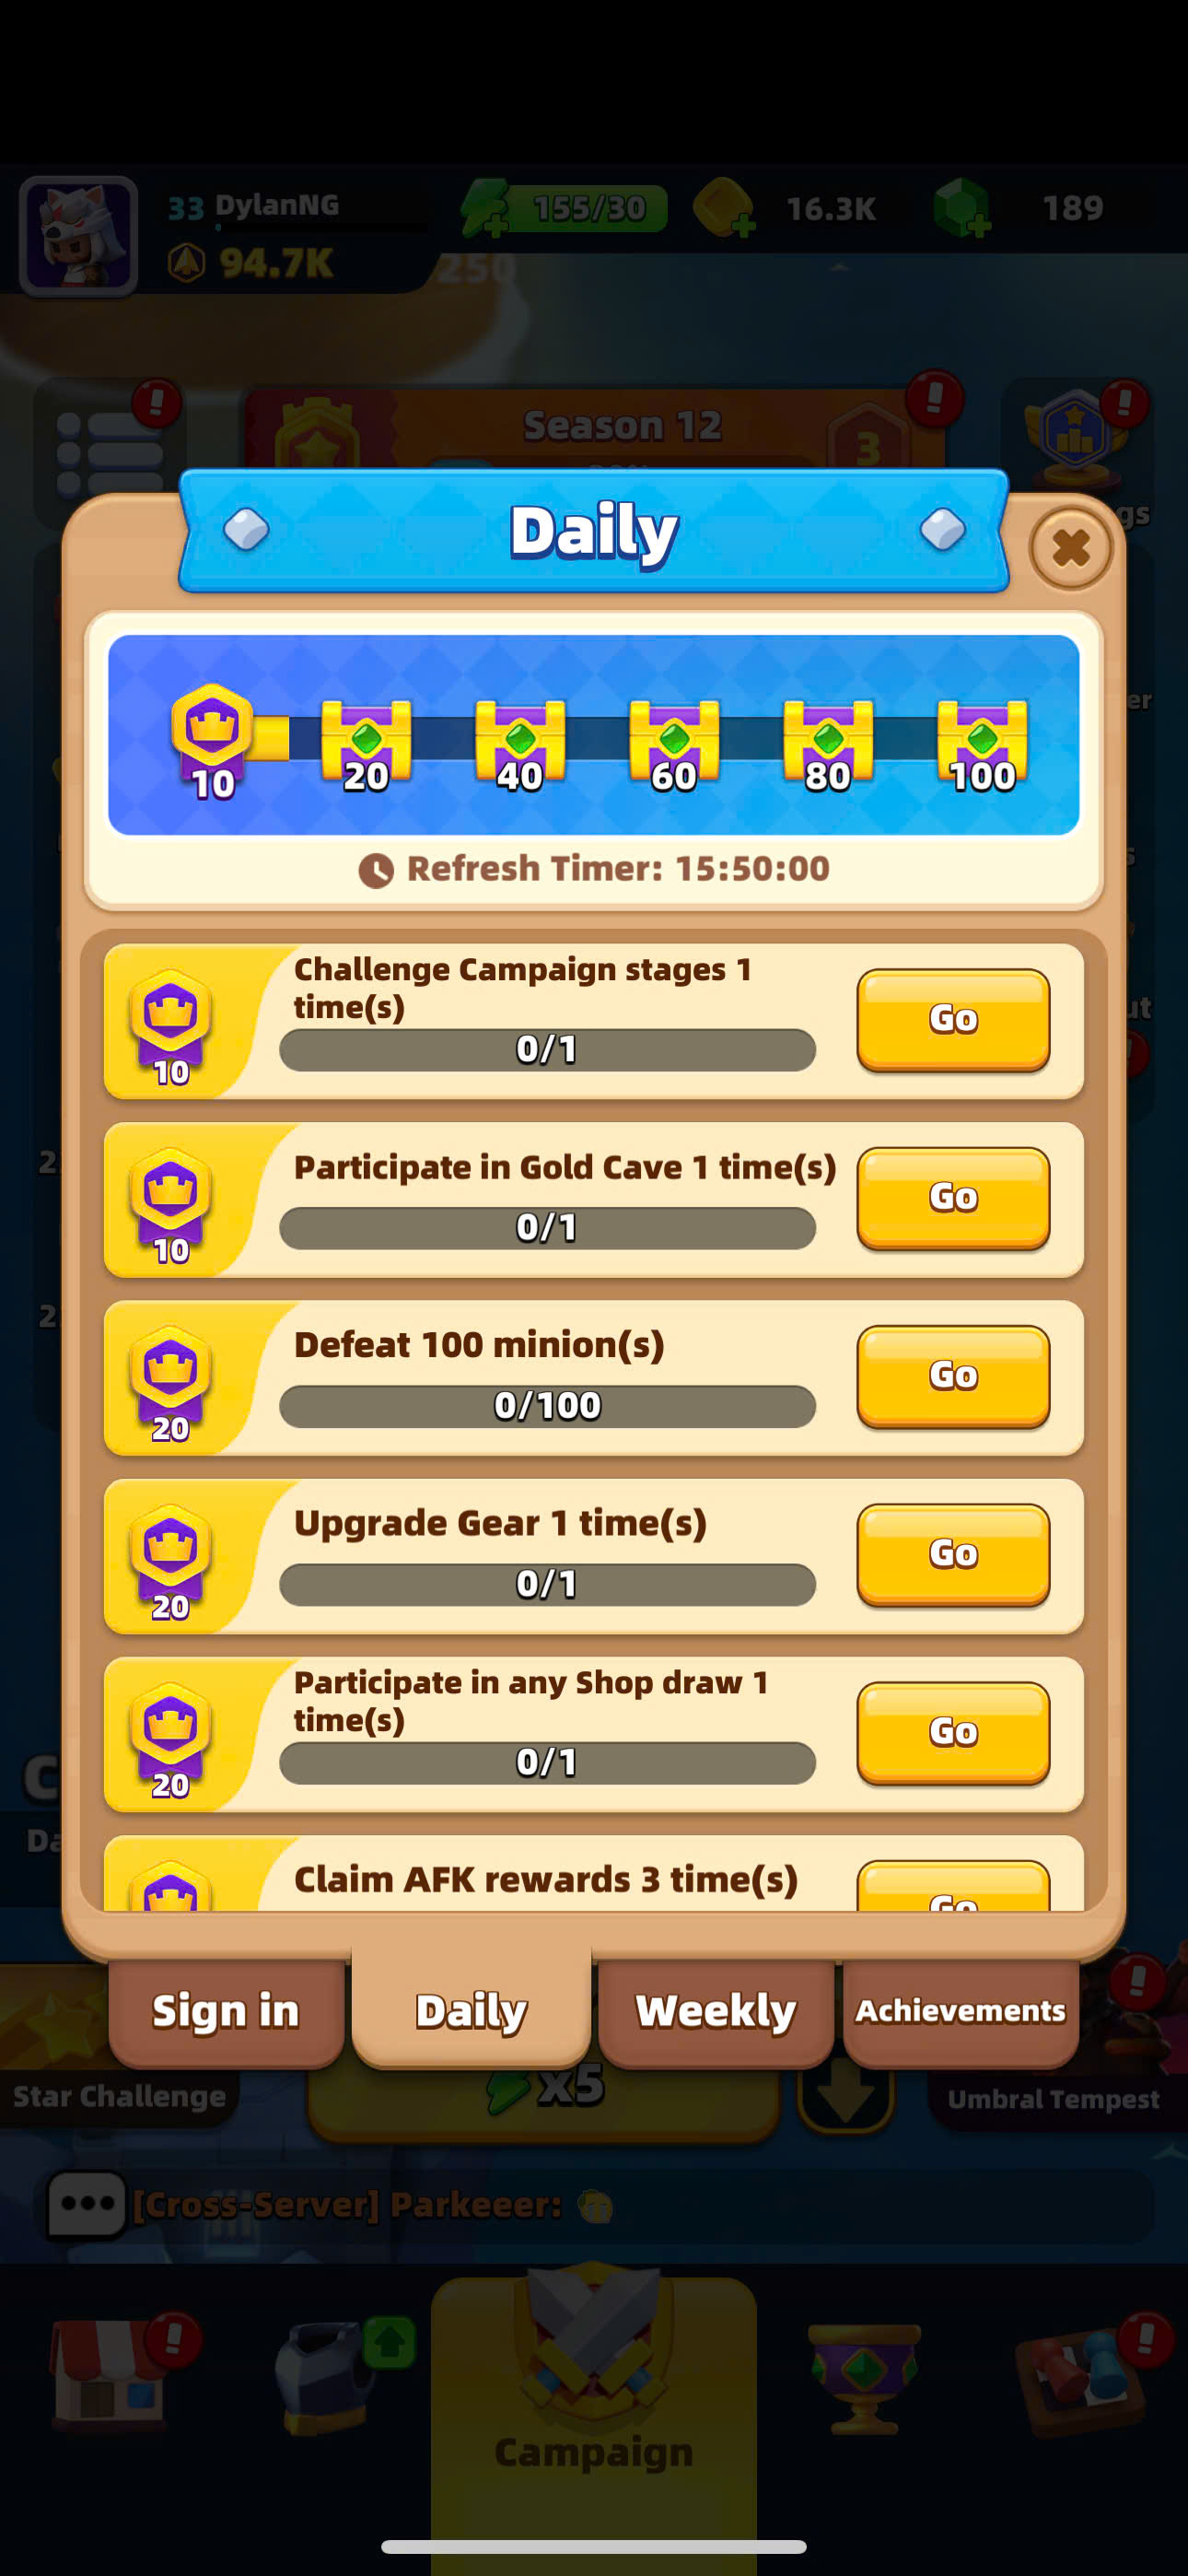 33 DylanNG
155/30
16.3K
189
94.7K
250
Season 12
3
Daily
10
20
40
60
80
100
Refresh Timer: 15:50:00
Challenge Campaign stages 1
time(s)
0/1
10
Go
Participate in Gold Cave 1 time(s)
0/1
10
Go
Defeat 100 minion(s)
0/100
20
Go
Upgrade Gear 1 time(s)
0/1
20
Go
Participate in any Shop draw 1
time(s)
0/1
20
Go
Claim AFK rewards 3 time(s)
Go
Sign in
Daily
Weekly
Achievements
Star Challenge
x5
Umbral Tempest
[Cross-Server] Parkeeer:
Campaign